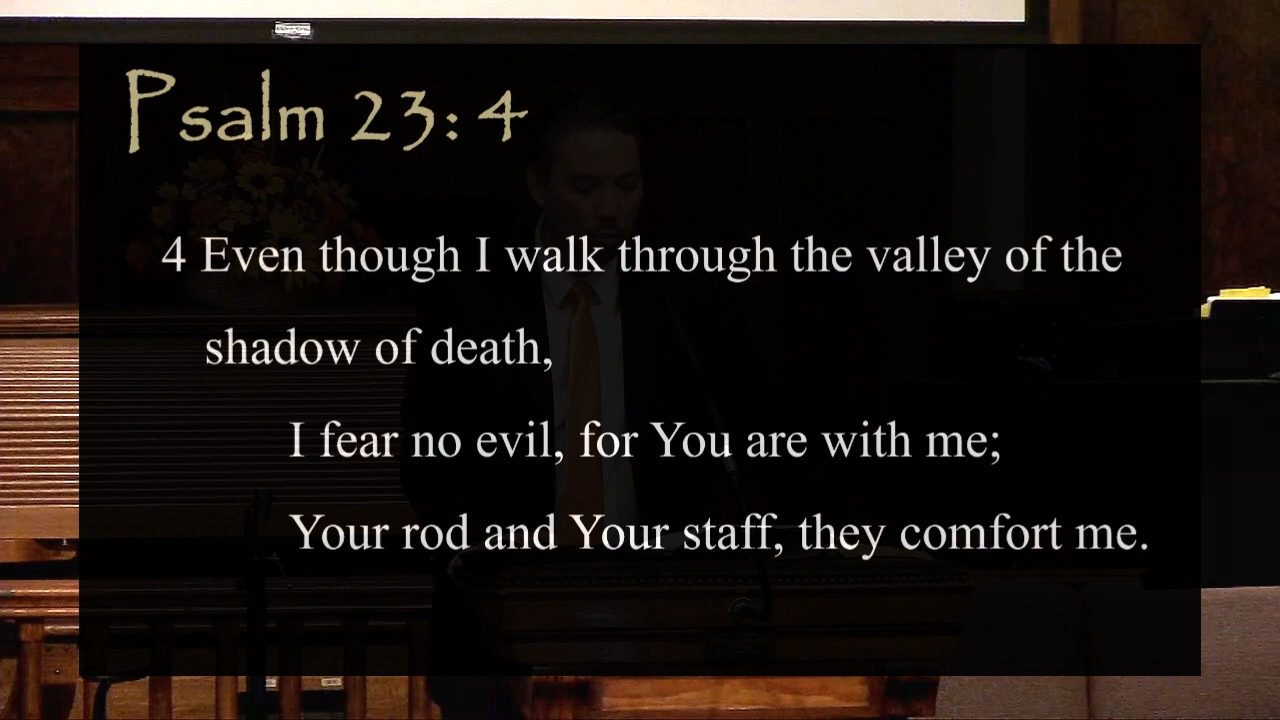 Psalm 23: 4
4 Even though I walk through the valley of the
shadow of death,
I fear no evil, for You are with me;
Your rod and Your staff, they comfort me.